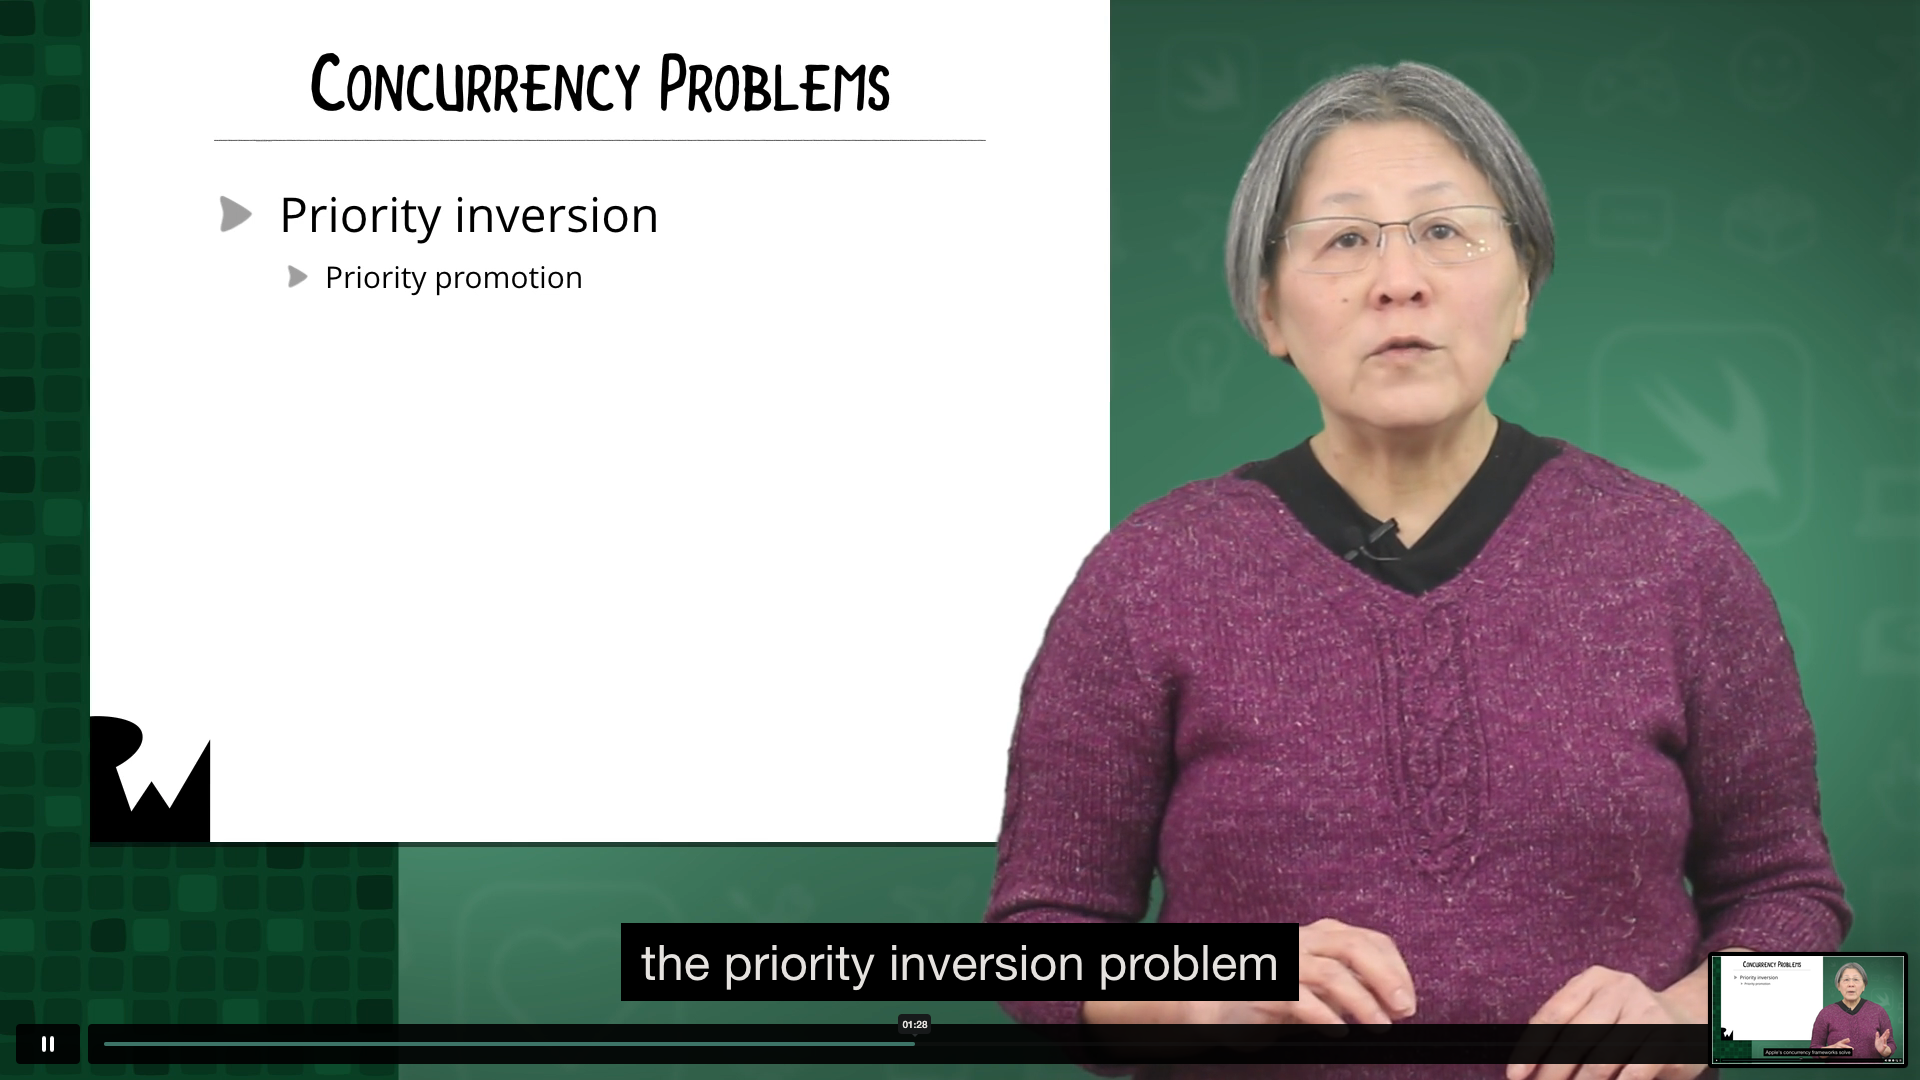 CONCURRENCY PROBLEMS
Priority inversion
Priority promotion
RW
the priority inversion problem
01:28
CONCURRENCY PROBLEMS
Priority inversion
Priority promotion
Apple's concurrency frameworks solve